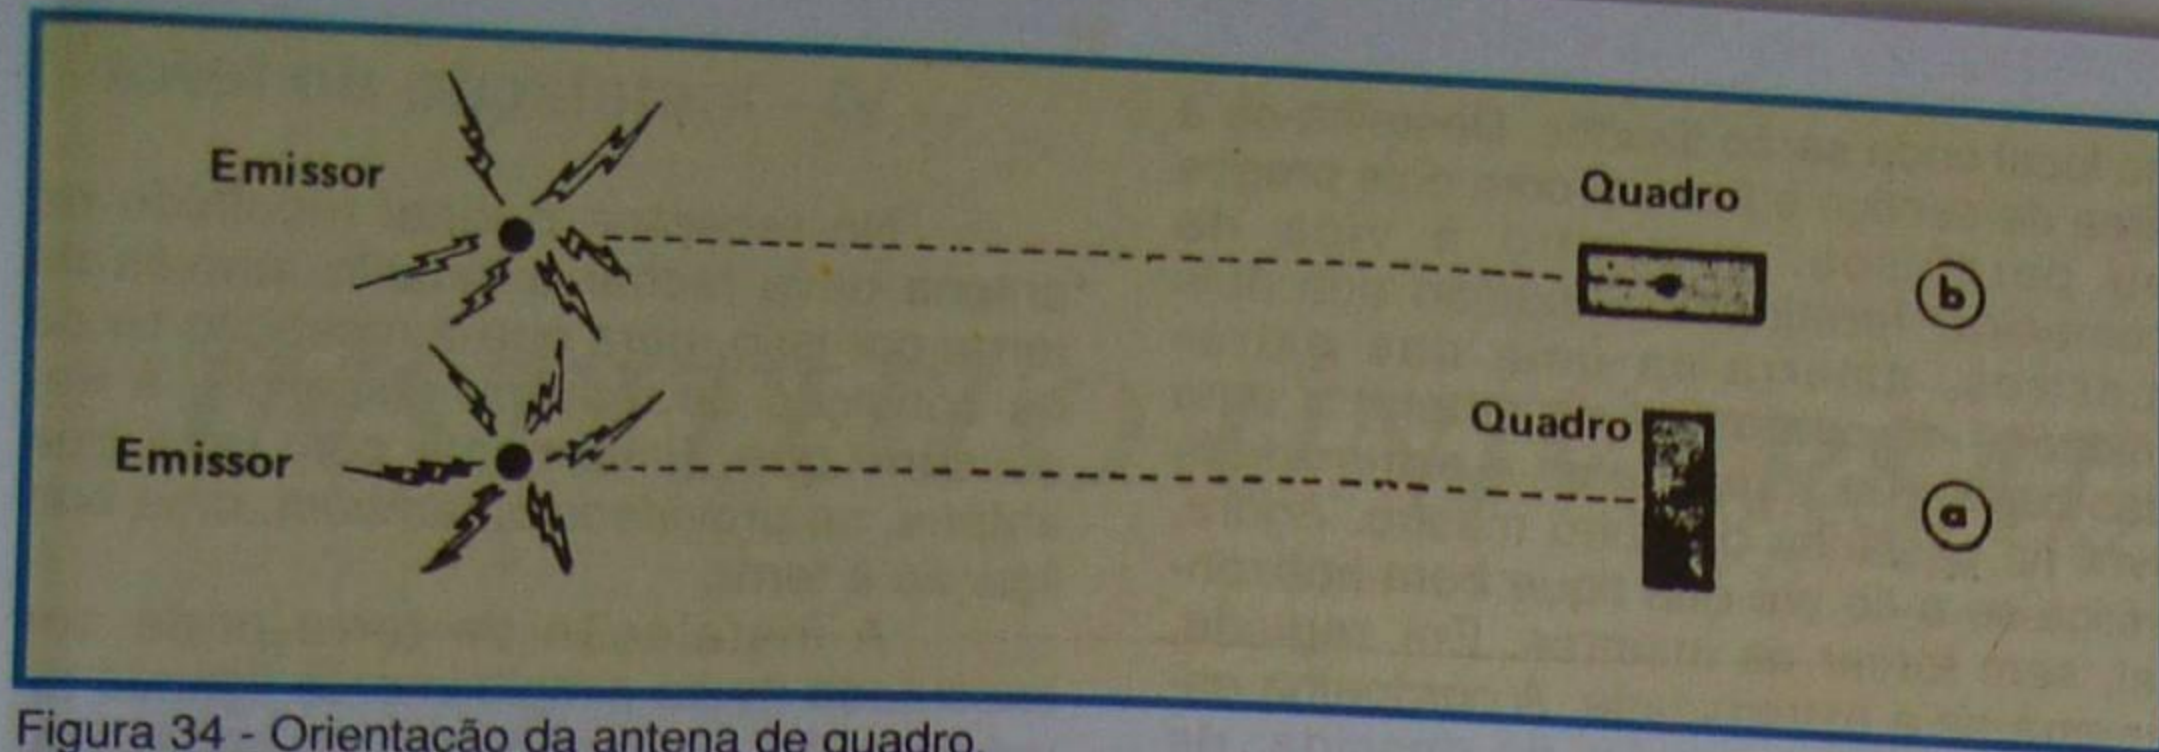 Emissor
Quadro
b
Quadro
Emissor
a
Figura 34 - Orientação da antena de quadro.